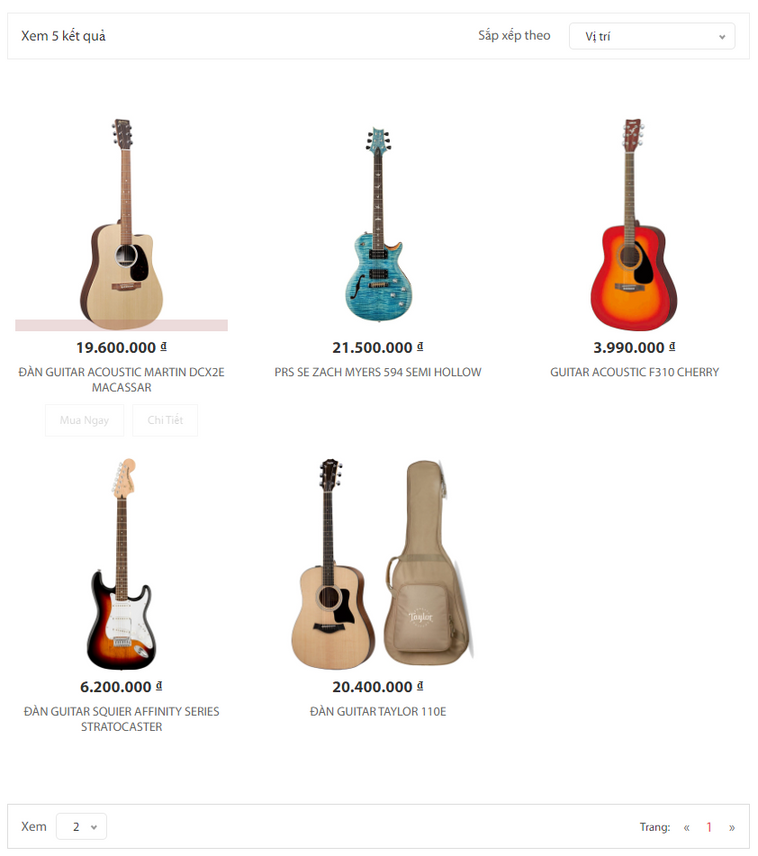 Xem 5 kết quả
Sắp xếp theo
Vị trí
19.600.000 ₫
21.500.000 ₫
3.990.000 ₫
ĐÀN GUITAR ACOUSTIC MARTIN DCX2E
MACASSAR
PRS SE ZACH MYERS 594 SEMI HOLLOW
GUITAR ACOUSTIC F310 CHERRY
Mua Ngay
Chi Tiết
Taylor
6.200.000 ₫
20.400.000 ₫
ĐÀN GUITAR SQUIER AFFINITY SERIES
STRATOCASTER
ĐÀN GUITAR TAYLOR 110E
Xem
2
Trang:
«
1
»